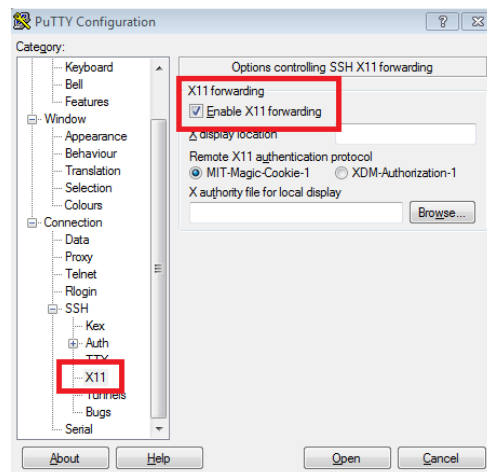 PuTTY Configuration
Category:
Keyboard
Bell
Features
Window
Appearance
Behaviour
Translation
Selection
Colours
Connection
Data
Proxy
Telnet
Rlogin
SSH
Kex
Auth
TTY
X11
Tunnels
Bugs
Serial
Options controlling SSH X11 forwarding
X11 forwarding
Enable X11 forwarding
X display location
Remote X11 authentication protocol
MIT-Magic-Cookie-1 XDM-Authorization-1
X authority file for local display
Browse...
About Help Open Cancel